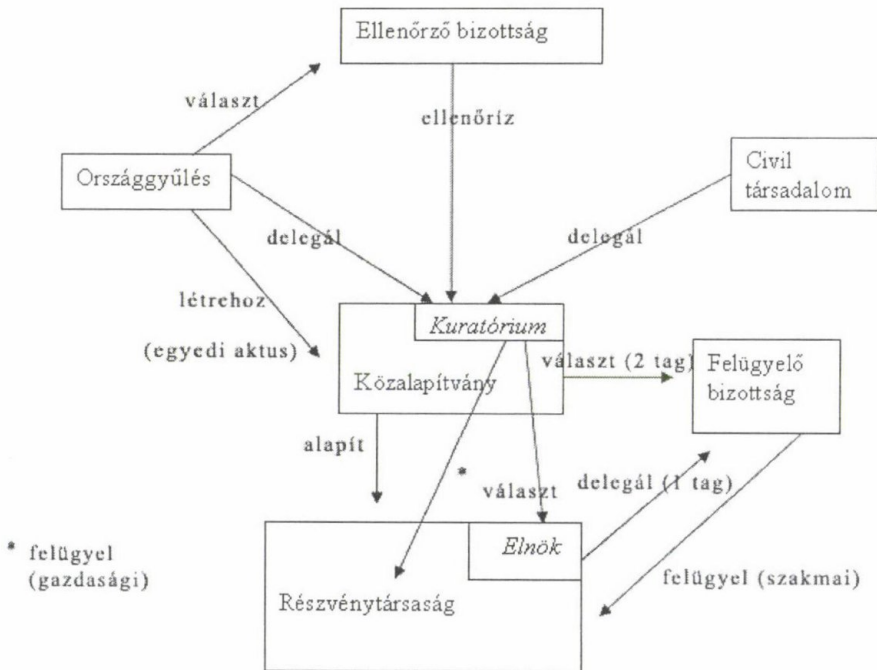 Ellenőrző bizottság
választ
ellenőríz
Országgyűlés
Civil
társadalom
delegál
delegál
létrehoz
Kuratórium
(egyedi aktus)
választ (2 tag)
Felügyelő
bizottság
Közalapítvány
alapít
*
választ
delegál (1 tag)
Elnök
* felügyel
(gazdasági)
felügyel (szakmai)
Részvénytársaság